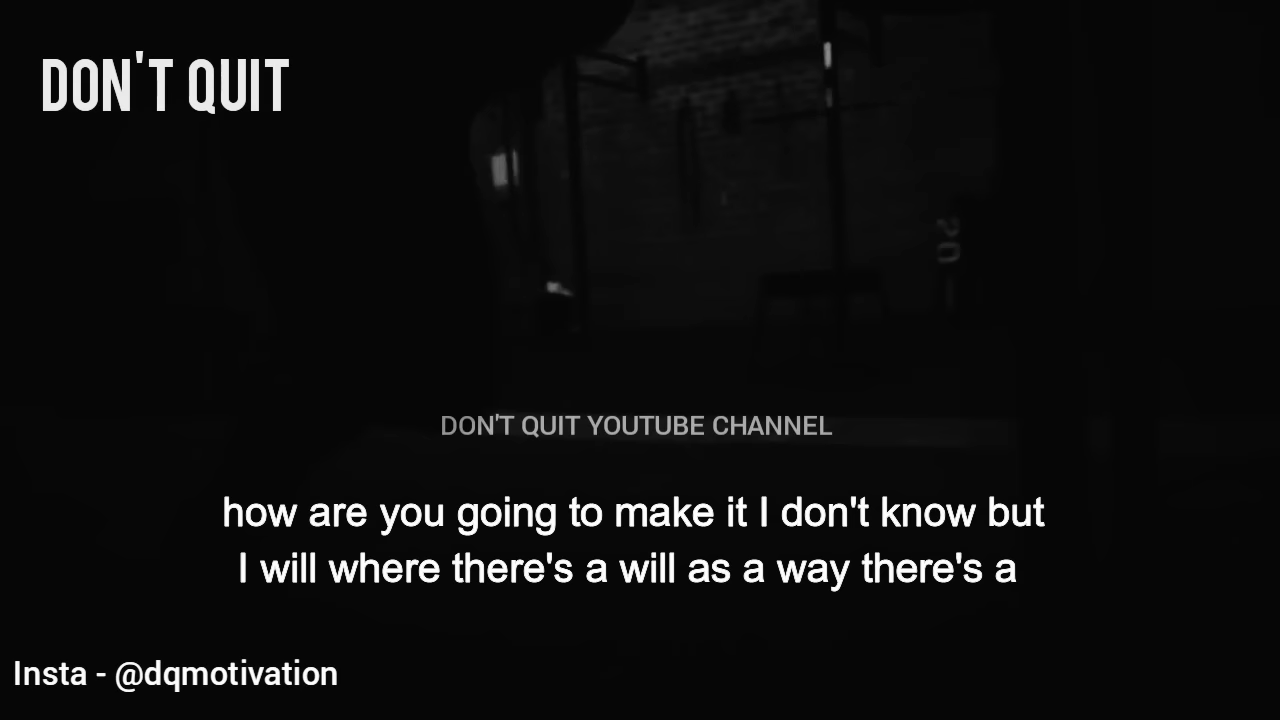 DON'T QUIT
20
DON'T QUIT YOUTUBE CHANNEL
how are you going to make it I don't know but
I will where there's a will as a way there's a
Insta - @dqmotivation